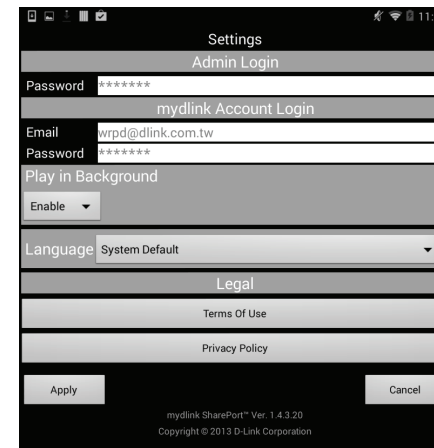 11:
Settings
Admin Login
Password *******
mydlink Account Login
Email wrpd@dlink.com.tw
Password *******
Play in Background
Enable
Language System Default
Legal
Terms Of Use
Privacy Policy
Apply Cancel
mydlink SharePort™ Ver. 1.4.3.20
Copyright © 2013 D-Link Corporation